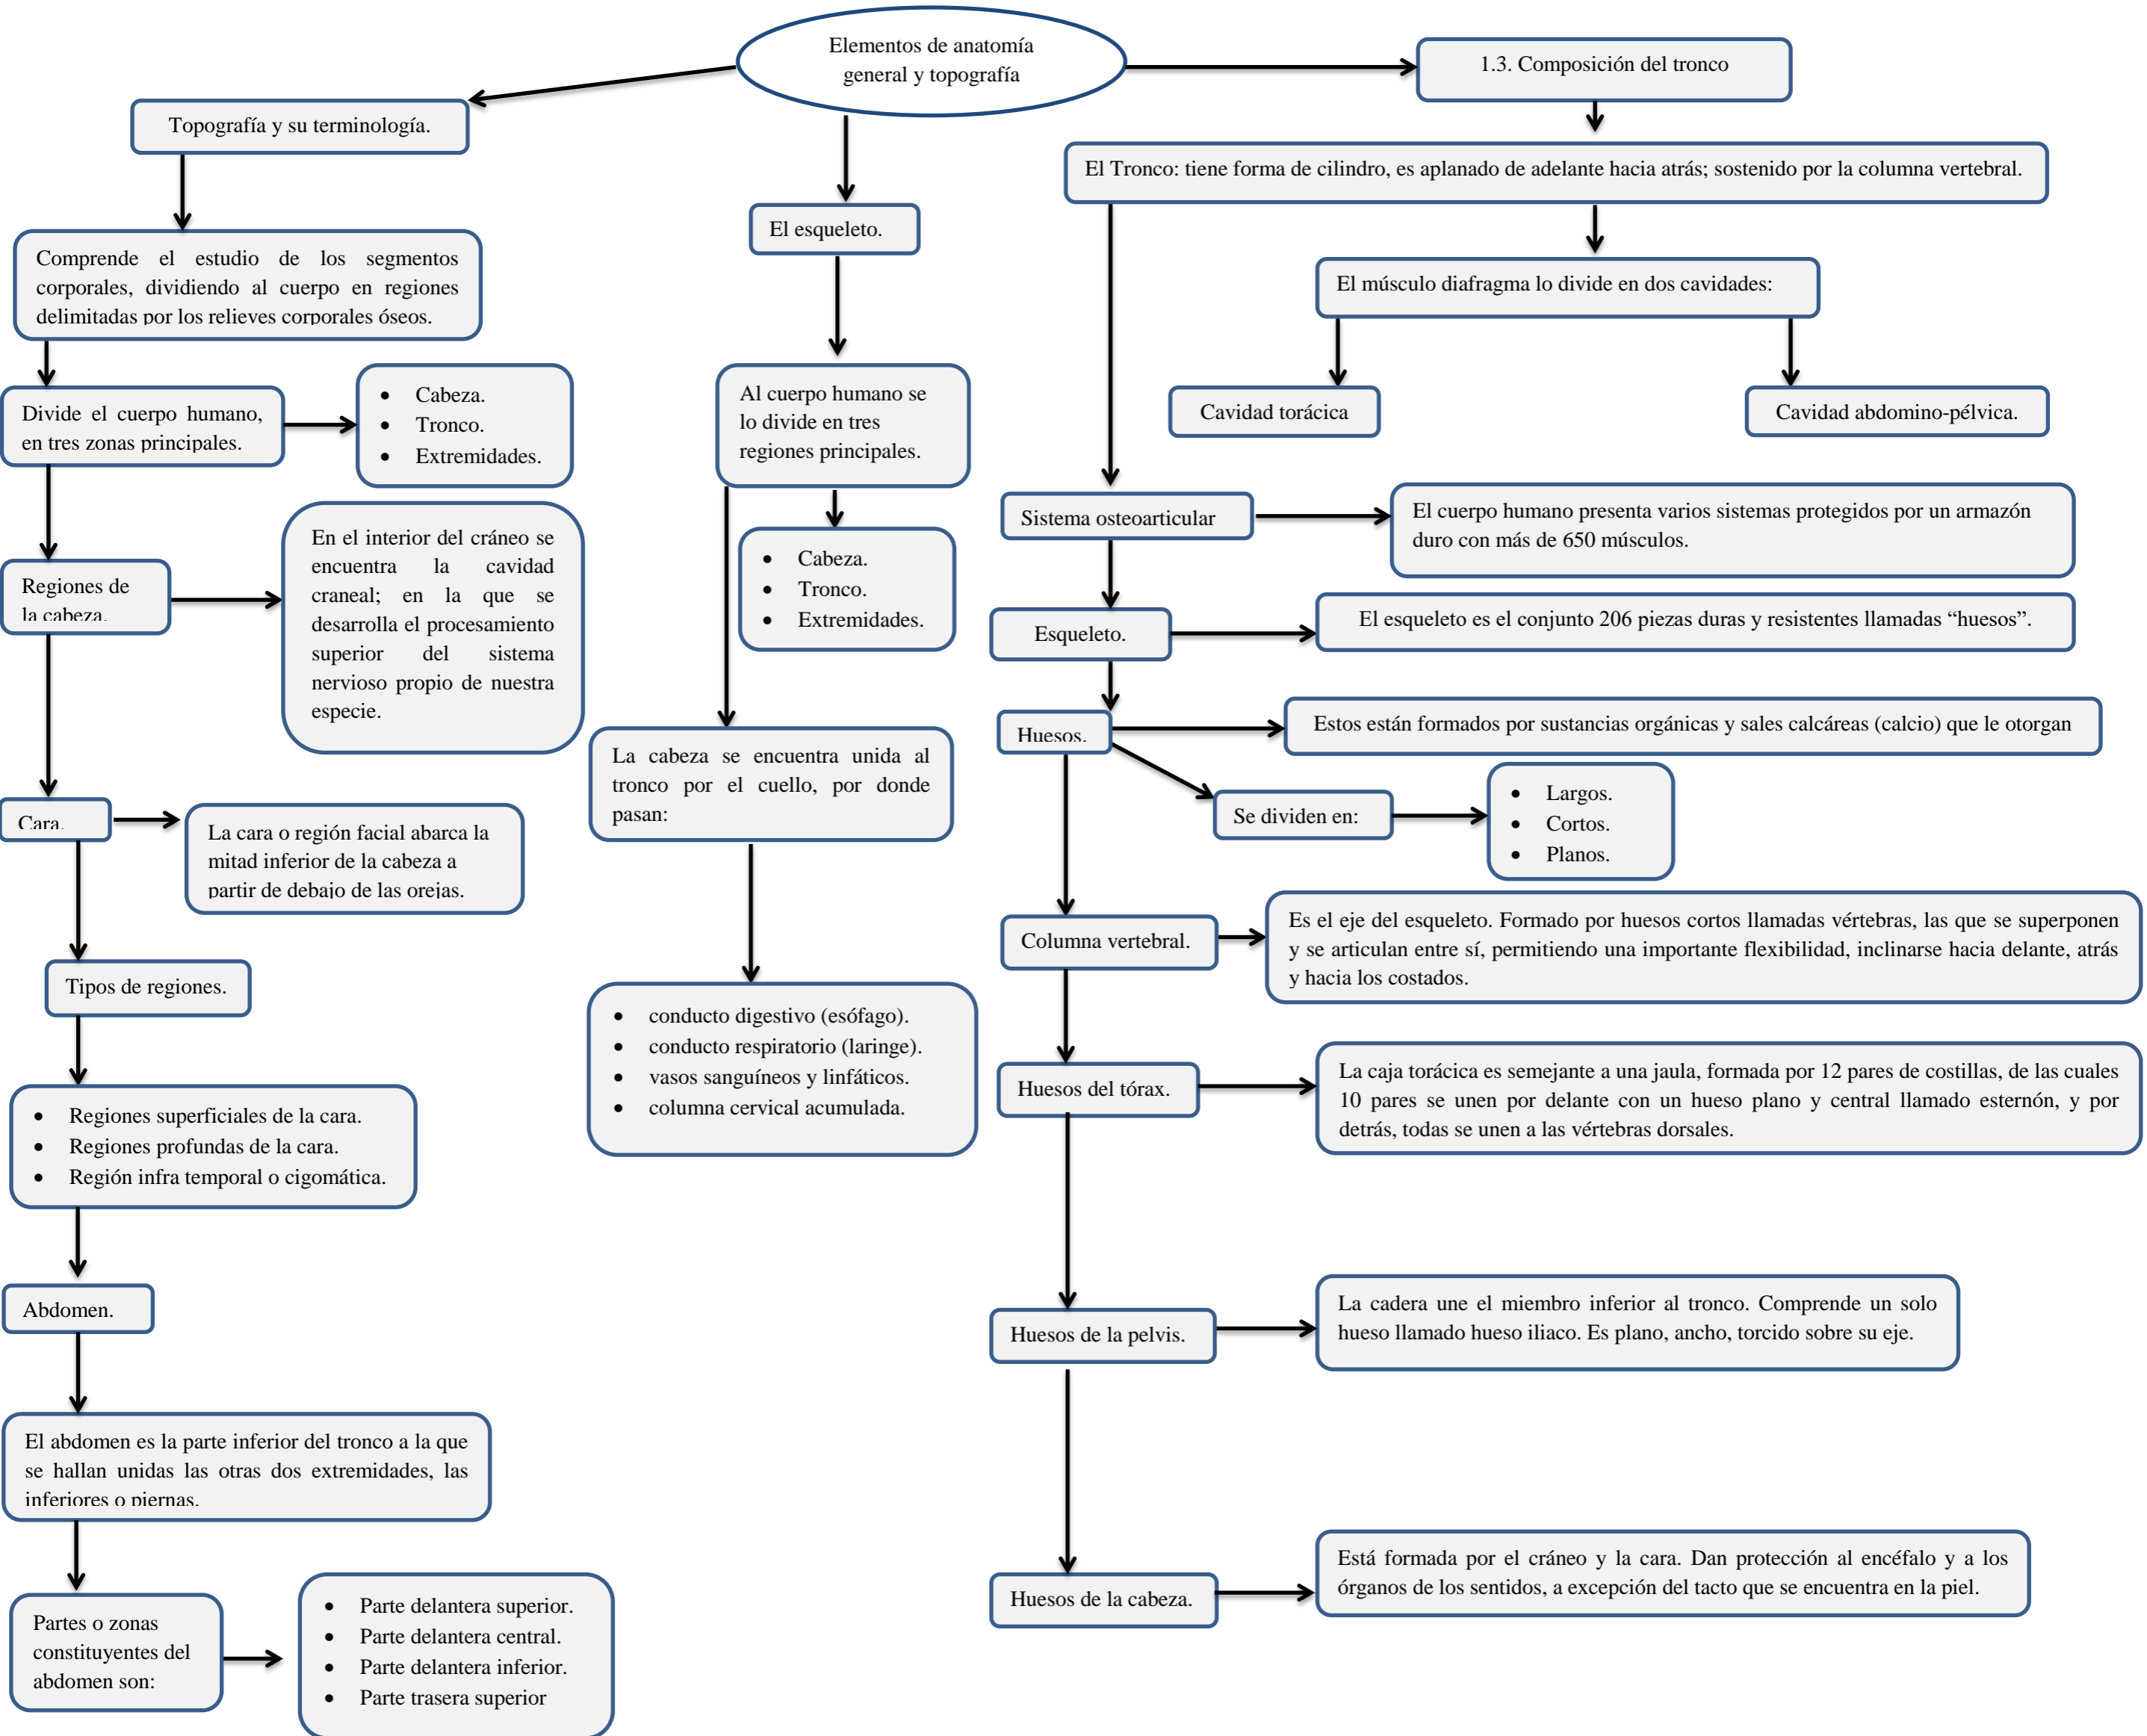 Elementos de anatomía
general y topografía
Topografía y su terminología.
Comprende el estudio de los segmentos
corporales, dividiendo al cuerpo en regiones
delimitadas por los relieves corporales óseos.
Divide el cuerpo humano,
en tres zonas principales.
• Cabeza.
• Tronco.
• Extremidades.
Regiones de
la cabeza.
En el interior del cráneo se
encuentra la cavidad
craneal; en la que se
desarrolla el procesamiento
superior del sistema
nervioso propio de nuestra
especie.
Cara.
La cara o región facial abarca la
mitad inferior de la cabeza a
partir de debajo de las orejas.
Tipos de regiones.
• Regiones superficiales de la cara.
• Regiones profundas de la cara.
• Región infra temporal o cigomática.
Abdomen.
El abdomen es la parte inferior del tronco a la que
se hallan unidas las otras dos extremidades, las
inferiores o piernas.
Partes o zonas
constituyentes del
abdomen son:
• Parte delantera superior.
• Parte delantera central.
• Parte delantera inferior.
• Parte trasera superior
El esqueleto.
Al cuerpo humano se
lo divide en tres
regiones principales.
• Cabeza.
• Tronco.
• Extremidades.
La cabeza se encuentra unida al
tronco por el cuello, por donde
pasan:
• conducto digestivo (esófago).
• conducto respiratorio (laringe).
• vasos sanguíneos y linfáticos.
• columna cervical acumulada.
1.3. Composición del tronco
El Tronco: tiene forma de cilindro, es aplanado de adelante hacia atrás; sostenido por la columna vertebral.
El músculo diafragma lo divide en dos cavidades:
Cavidad torácica
Cavidad abdomino-pélvica.
Sistema osteoarticular
El cuerpo humano presenta varios sistemas protegidos por un armazón
duro con más de 650 músculos.
Esqueleto.
El esqueleto es el conjunto 206 piezas duras y resistentes llamadas “huesos”.
Huesos.
Estos están formados por sustancias orgánicas y sales calcáreas (calcio) que le otorgan
Se dividen en:
• Largos.
• Cortos.
• Planos.
Columna vertebral.
Es el eje del esqueleto. Formado por huesos cortos llamadas vértebras, las que se superponen
y se articulan entre sí, permitiendo una importante flexibilidad, inclinarse hacia delante, atrás
y hacia los costados.
Huesos del tórax.
La caja torácica es semejante a una jaula, formada por 12 pares de costillas, de las cuales
10 pares se unen por delante con un hueso plano y central llamado esternón, y por
detrás, todas se unen a las vértebras dorsales.
Huesos de la pelvis.
La cadera une el miembro inferior al tronco. Comprende un solo
hueso llamado hueso iliaco. Es plano, ancho, torcido sobre su eje.
Huesos de la cabeza.
Está formada por el cráneo y la cara. Dan protección al encéfalo y a los
órganos de los sentidos, a excepción del tacto que se encuentra en la piel.